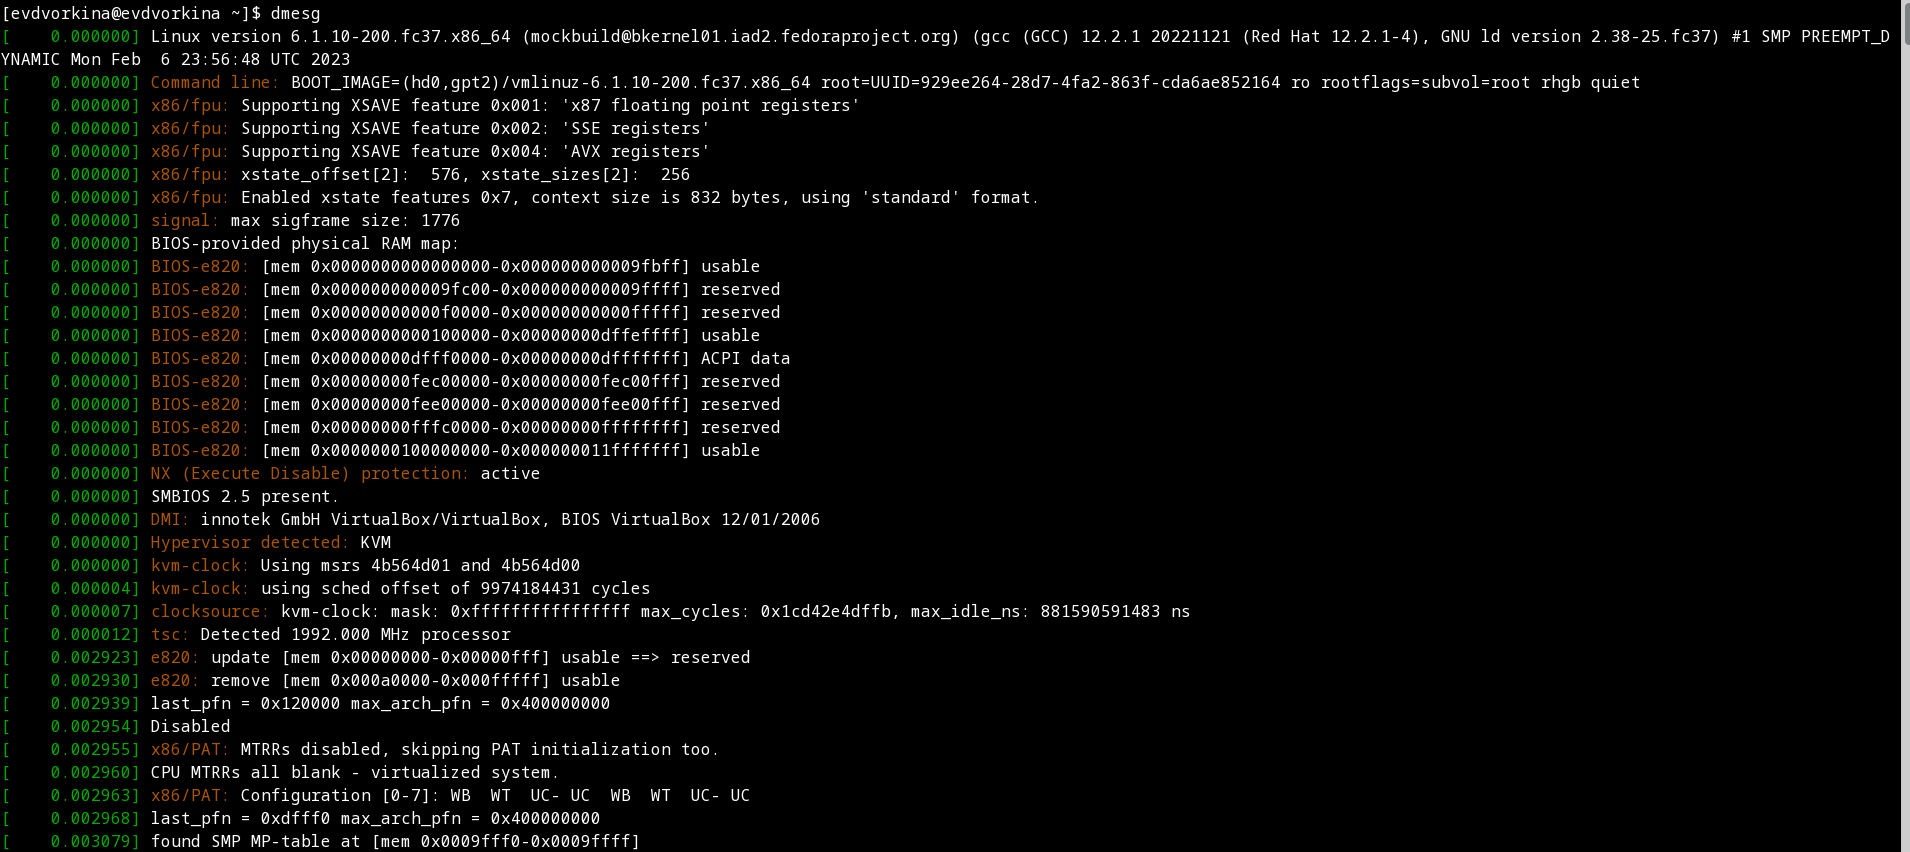 [evdvorkina@evdvorkina ~]$ dmesg
[    0.000000] Linux version 6.1.10-200.fc37.x86_64 (mockbuild@bkernel01.iad2.fedoraproject.org) (gcc (GCC) 12.2.1 20221121 (Red Hat 12.2.1-4), GNU ld version 2.38-25.fc37) #1 SMP PREEMPT_D
YNAMIC Mon Feb  6 23:56:48 UTC 2023
[    0.000000] Command line: BOOT_IMAGE=(hd0,gpt2)/vmlinuz-6.1.10-200.fc37.x86_64 root=UUID=929ee264-28d7-4fa2-863f-cda6ae852164 ro rootflags=subvol=root rhgb quiet
[    0.000000] x86/fpu: Supporting XSAVE feature 0x001: 'x87 floating point registers'
[    0.000000] x86/fpu: Supporting XSAVE feature 0x002: 'SSE registers'
[    0.000000] x86/fpu: Supporting XSAVE feature 0x004: 'AVX registers'
[    0.000000] x86/fpu: xstate_offset[2]:  576, xstate_sizes[2]:  256
[    0.000000] x86/fpu: Enabled xstate features 0x7, context size is 832 bytes, using 'standard' format.
[    0.000000] signal: max sigframe size: 1776
[    0.000000] BIOS-provided physical RAM map:
[    0.000000] BIOS-e820: [mem 0x0000000000000000-0x000000000009fbff] usable
[    0.000000] BIOS-e820: [mem 0x000000000009fc00-0x000000000009ffff] reserved
[    0.000000] BIOS-e820: [mem 0x00000000000f0000-0x00000000000fffff] reserved
[    0.000000] BIOS-e820: [mem 0x0000000000100000-0x00000000dffeffff] usable
[    0.000000] BIOS-e820: [mem 0x00000000dfff0000-0x00000000dfffffff] ACPI data
[    0.000000] BIOS-e820: [mem 0x00000000fec00000-0x00000000fec00fff] reserved
[    0.000000] BIOS-e820: [mem 0x00000000fee00000-0x00000000fee00fff] reserved
[    0.000000] BIOS-e820: [mem 0x00000000fffc0000-0x00000000ffffffff] reserved
[    0.000000] BIOS-e820: [mem 0x0000000100000000-0x000000011fffffff] usable
[    0.000000] NX (Execute Disable) protection: active
[    0.000000] SMBIOS 2.5 present.
[    0.000000] DMI: innotek GmbH VirtualBox/VirtualBox, BIOS VirtualBox 12/01/2006
[    0.000000] Hypervisor detected: KVM
[    0.000000] kvm-clock: Using msrs 4b564d01 and 4b564d00
[    0.000004] kvm-clock: using sched offset of 9974184431 cycles
[    0.000007] clocksource: kvm-clock: mask: 0xffffffffffffffff max_cycles: 0x1cd42e4dffb, max_idle_ns: 881590591483 ns
[    0.000012] tsc: Detected 1992.000 MHz processor
[    0.002923] e820: update [mem 0x00000000-0x00000fff] usable ==> reserved
[    0.002930] e820: remove [mem 0x000a0000-0x000fffff] usable
[    0.002939] last_pfn = 0x120000 max_arch_pfn = 0x400000000
[    0.002954] Disabled
[    0.002955] x86/PAT: MTRRs disabled, skipping PAT initialization too.
[    0.002960] CPU MTRRs all blank - virtualized system.
[    0.002963] x86/PAT: Configuration [0-7]: WB  WT  UC- UC  WB  WT  UC- UC
[    0.002968] last_pfn = 0xdfff0 max_arch_pfn = 0x400000000
[    0.003079] found SMP MP-table at [mem 0x0009fff0-0x0009ffff]